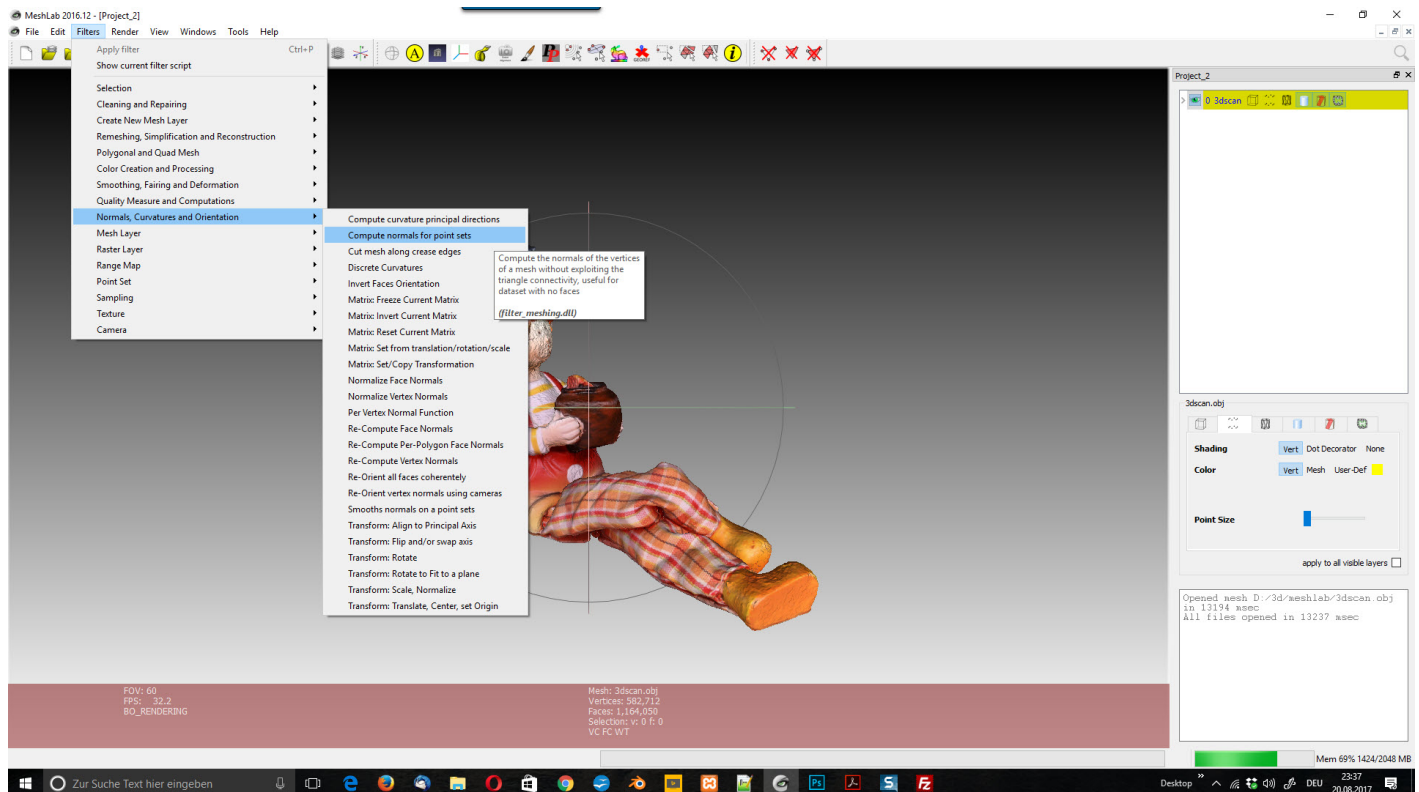 MeshLab 2016.12 - [Project_2]
File Edit Filters Render View Windows Tools Help
Apply filter Ctrl+P
Show current filter script
Selection
Cleaning and Repairing
Create New Mesh Layer
Remeshing, Simplification and Reconstruction
Polygonal and Quad Mesh
Color Creation and Processing
Smoothing, Fairing and Deformation
Quality Measure and Computations
Normals, Curvatures and Orientation
Mesh Layer
Raster Layer
Range Map
Point Set
Sampling
Texture
Camera
Compute curvature principal directions
Compute normals for point sets
Cut mesh along crease edges
Discrete Curvatures
Invert Faces Orientation
Matrix: Freeze Current Matrix
Matrix: Invert Current Matrix
Matrix: Reset Current Matrix
Matrix: Set from translation/rotation/scale
Matrix: Set/Copy Transformation
Normalize Face Normals
Normalize Vertex Normals
Per Vertex Normal Function
Re-Compute Face Normals
Re-Compute Per-Polygon Face Normals
Re-Compute Vertex Normals
Re-Orient all faces coherently
Re-Orient vertex normals using cameras
Smooths normals on a point sets
Transform: Align to Principal Axis
Transform: Flip and/or swap axis
Transform: Rotate
Transform: Rotate to Fit to a plane
Transform: Scale, Normalize
Transform: Translate, Center, set Origin
Compute the normals of the vertices
of a mesh without exploiting the
triangle connectivity, useful for
dataset with no faces
(filter_meshing.dll)
Project_2
0 3dscan
3dscan.obj
Shading Vert Dot Decorator None
Color Vert Mesh User-Def
Point Size
apply to all visible layers
Opened mesh D:/3d/meshlab/3dscan.obj
in 13194 msec
All files opened in 13237 msec
FOV: 60
FPS: 32.2
BO_RENDERING
Mesh: 3dscan.obj
Vertices: 582,712
Faces: 1,164,050
Selection: v: 0 f: 0
VC FC WT
Mem 69% 1424/2048 MB
Zur Suche Text hier eingeben
Desktop
DEU
23:37
20.08.2017